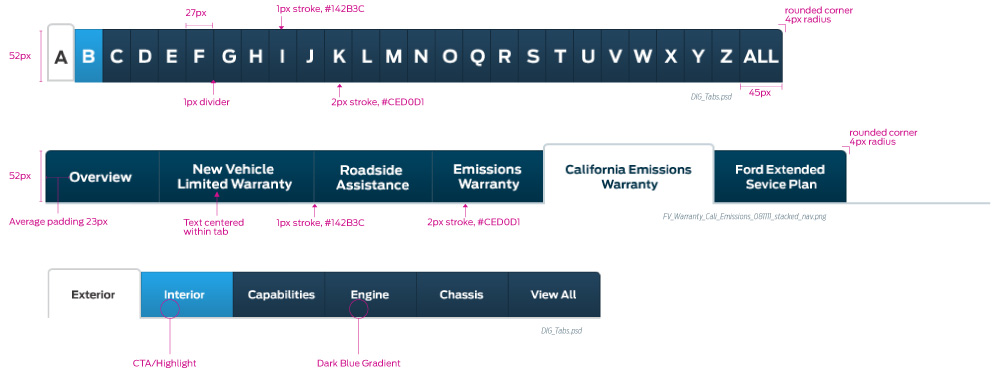 27px
1px stroke, #142B3C
rounded corner
4px radius
52px
A B C D E F G H I J K L M N O Q R S T U V W X Y Z ALL
1px divider
2px stroke, #CED0D1
45px
DIG_Tabs.psd
rounded corner
4px radius
52px
Overview
New Vehicle
Limited Warranty
Roadside
Assistance
Emissions
Warranty
California Emissions
Warranty
Ford Extended
Sevice Plan
Average padding 23px
Text centered
within tab
1px stroke, #142B3C
2px stroke, #CED0D1
FV_Warranty_Cali_Emissions_081111_stacked_nav.png
Exterior
Interior
Capabilities
Engine
Chassis
View All
DIG_Tabs.psd
CTA/Highlight
Dark Blue Gradient